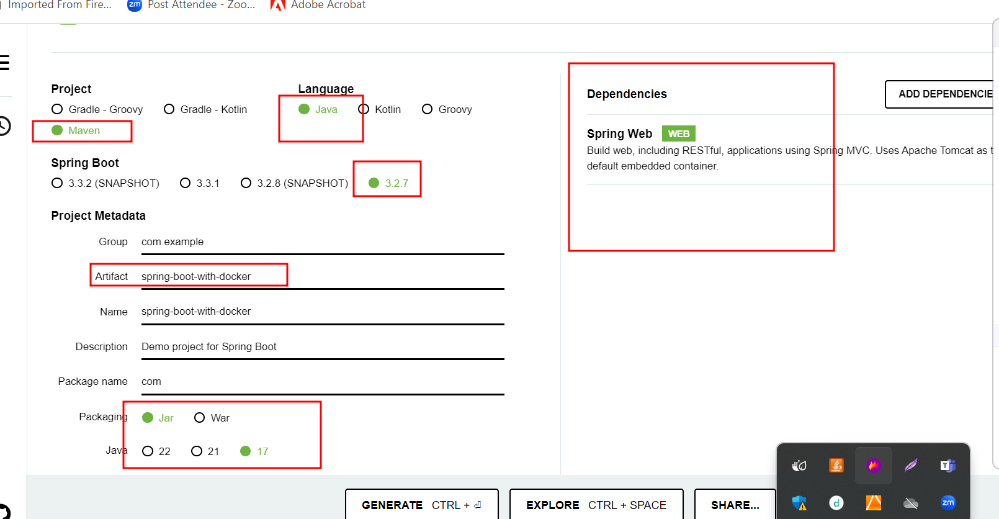 Imported From Fire... Post Attendee - Zoo... Adobe Acrobat
Project
Gradle - Groovy Gradle - Kotlin
Maven
Language
Java Kotlin Groovy
Spring Boot
3.3.2 (SNAPSHOT) 3.3.1 3.2.8 (SNAPSHOT) 3.2.7
Project Metadata
Group com.example
Artifact spring-boot-with-docker
Name spring-boot-with-docker
Description Demo project for Spring Boot
Package name com
Packaging Jar War
Java 22 21 17
Dependencies
ADD DEPENDENCIE
Spring Web WEB
Build web, including RESTful, applications using Spring MVC. Uses Apache Tomcat as t
default embedded container.
GENERATE CTRL + ⏎ EXPLORE CTRL + SPACE SHARE...